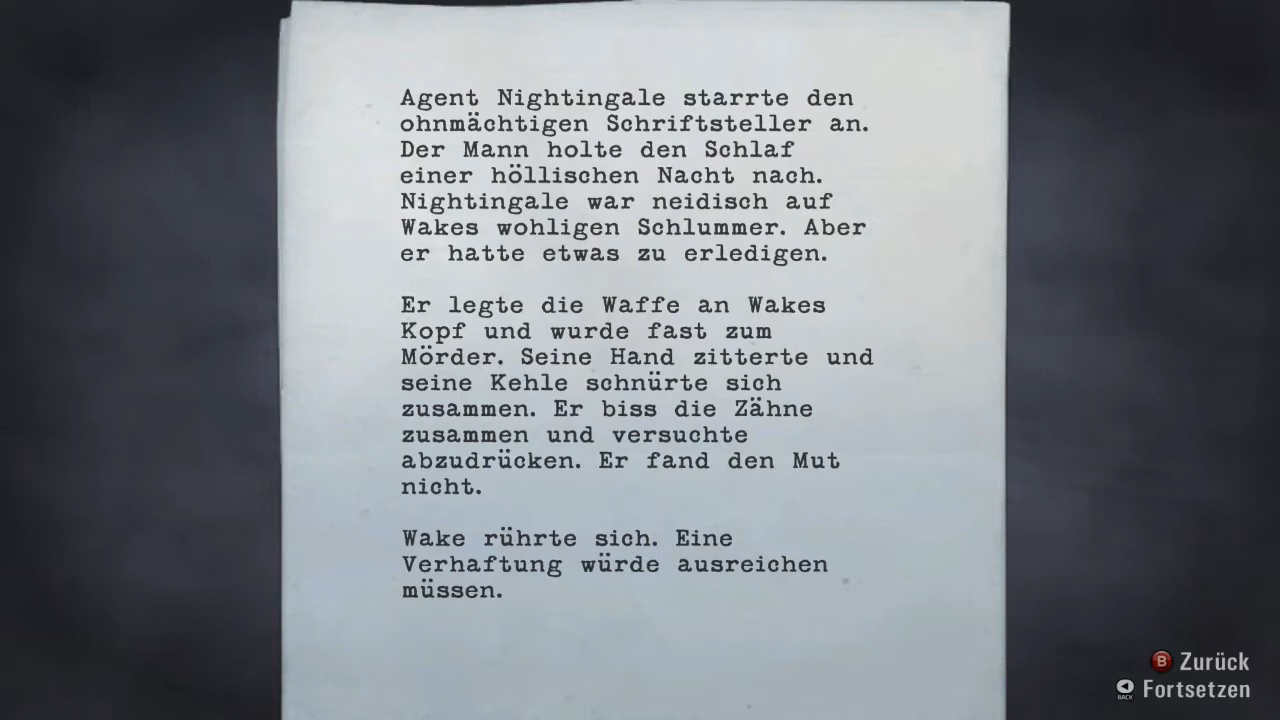 Agent Nightingale starrte den
ohnmächtigen Schriftsteller an.
Der Mann holte den Schlaf
einer höllischen Nacht nach.
Nightingale war neidisch auf
Wakes wohligen Schlummer. Aber
er hatte etwas zu erledigen.
Er legte die Waffe an Wakes
Kopf und wurde fast zum
Mörder. Seine Hand zitterte und
seine Kehle schnürte sich
zusammen. Er biss die Zähne
zusammen und versuchte
abzudrücken. Er fand den Mut
nicht.
Wake rührte sich. Eine
Verhaftung würde ausreichen
müssen.
B Zurück
BACK Fortsetzen